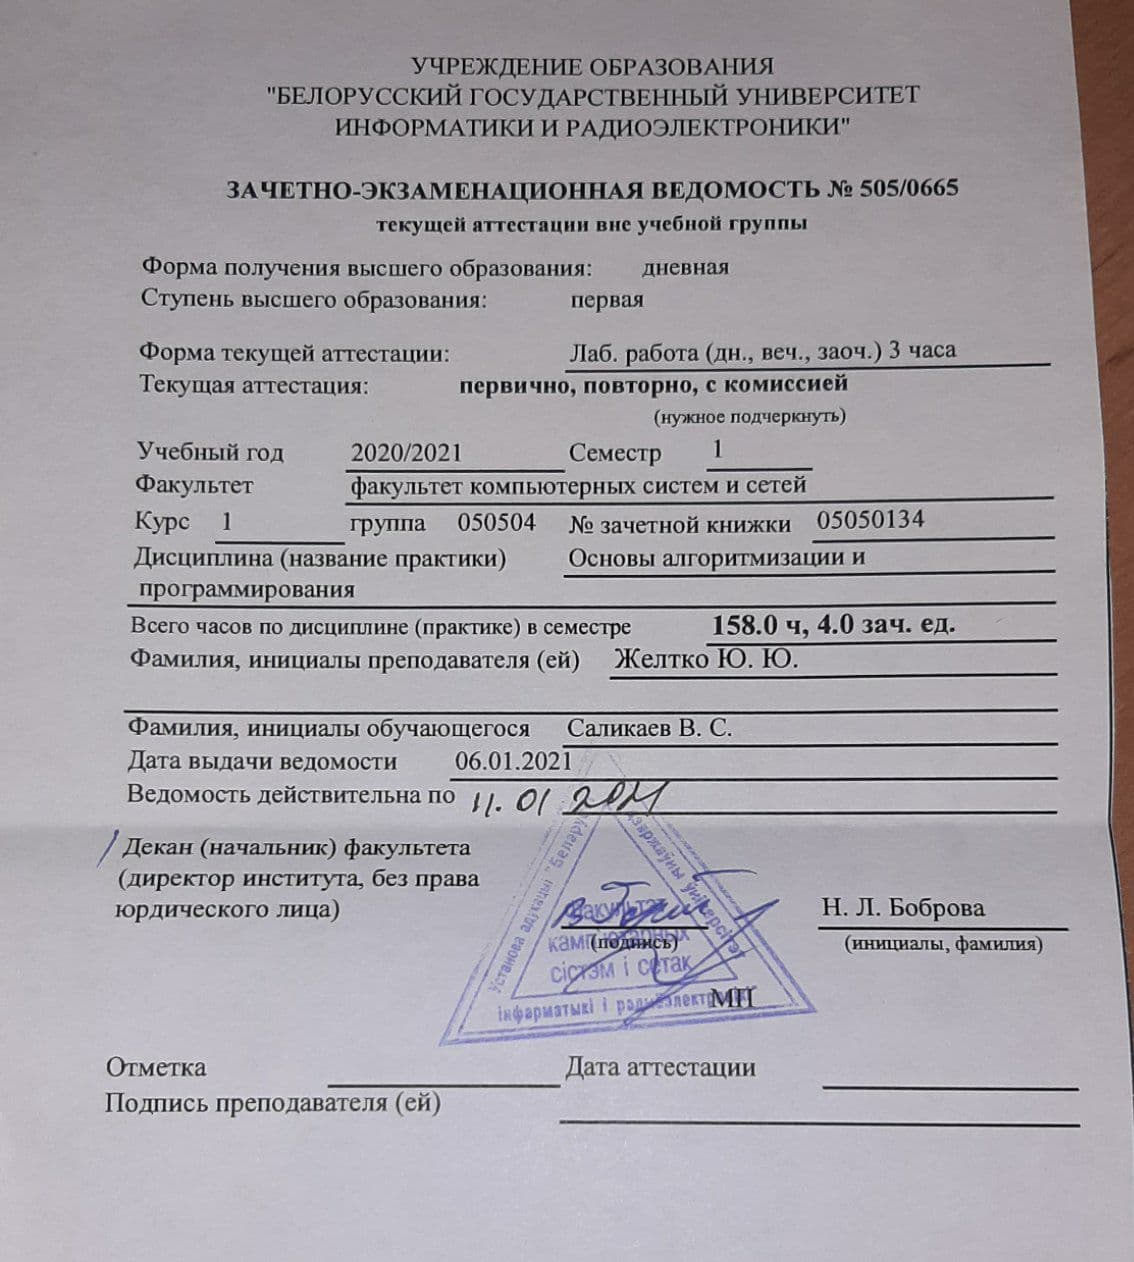 УЧРЕЖДЕНИЕ ОБРАЗОВАНИЯ
"БЕЛОРУССКИЙ ГОСУДАРСТВЕННЫЙ УНИВЕРСИТЕТ
ИНФОРМАТИКИ И РАДИОЭЛЕКТРОНИКИ"
ЗАЧЕТНО-ЭКЗАМЕНАЦИОННАЯ ВЕДОМОСТЬ № 505/0665
текущей аттестации вне учебной группы
Форма получения высшего образования: дневная
Ступень высшего образования: первая
Форма текущей аттестации: Лаб. работа (дн., веч., заоч.) 3 часа
Текущая аттестация: первично, повторно, с комиссией
(нужное подчеркнуть)
Учебный год 2020/2021 Семестр 1
Факультет факультет компьютерных систем и сетей
Курс 1 группа 050504 № зачетной книжки 05050134
Дисциплина (название практики) Основы алгоритмизации и
программирования
Всего часов по дисциплине (практике) в семестре 158.0 ч, 4.0 зач. ед.
Фамилия, инициалы преподавателя (ей) Желтко Ю. Ю.
Фамилия, инициалы обучающегося Саликаев В. С.
Дата выдачи ведомости 06.01.2021
Ведомость действительна по 11.01 2021
Декан (начальник) факультета
(директор института, без права
юрдического лица) Н. Л. Боброва
(подпись) (инициалы, фамилия)
МП
Установа адукацыі "Беларускі дзяржаўны ўніверсітэт
інфарматыкі і радыёэлектронікі"
факультэт
камп'ютарных
сістэм і сетак
Отметка Дата аттестации
Подпись преподавателя (ей)